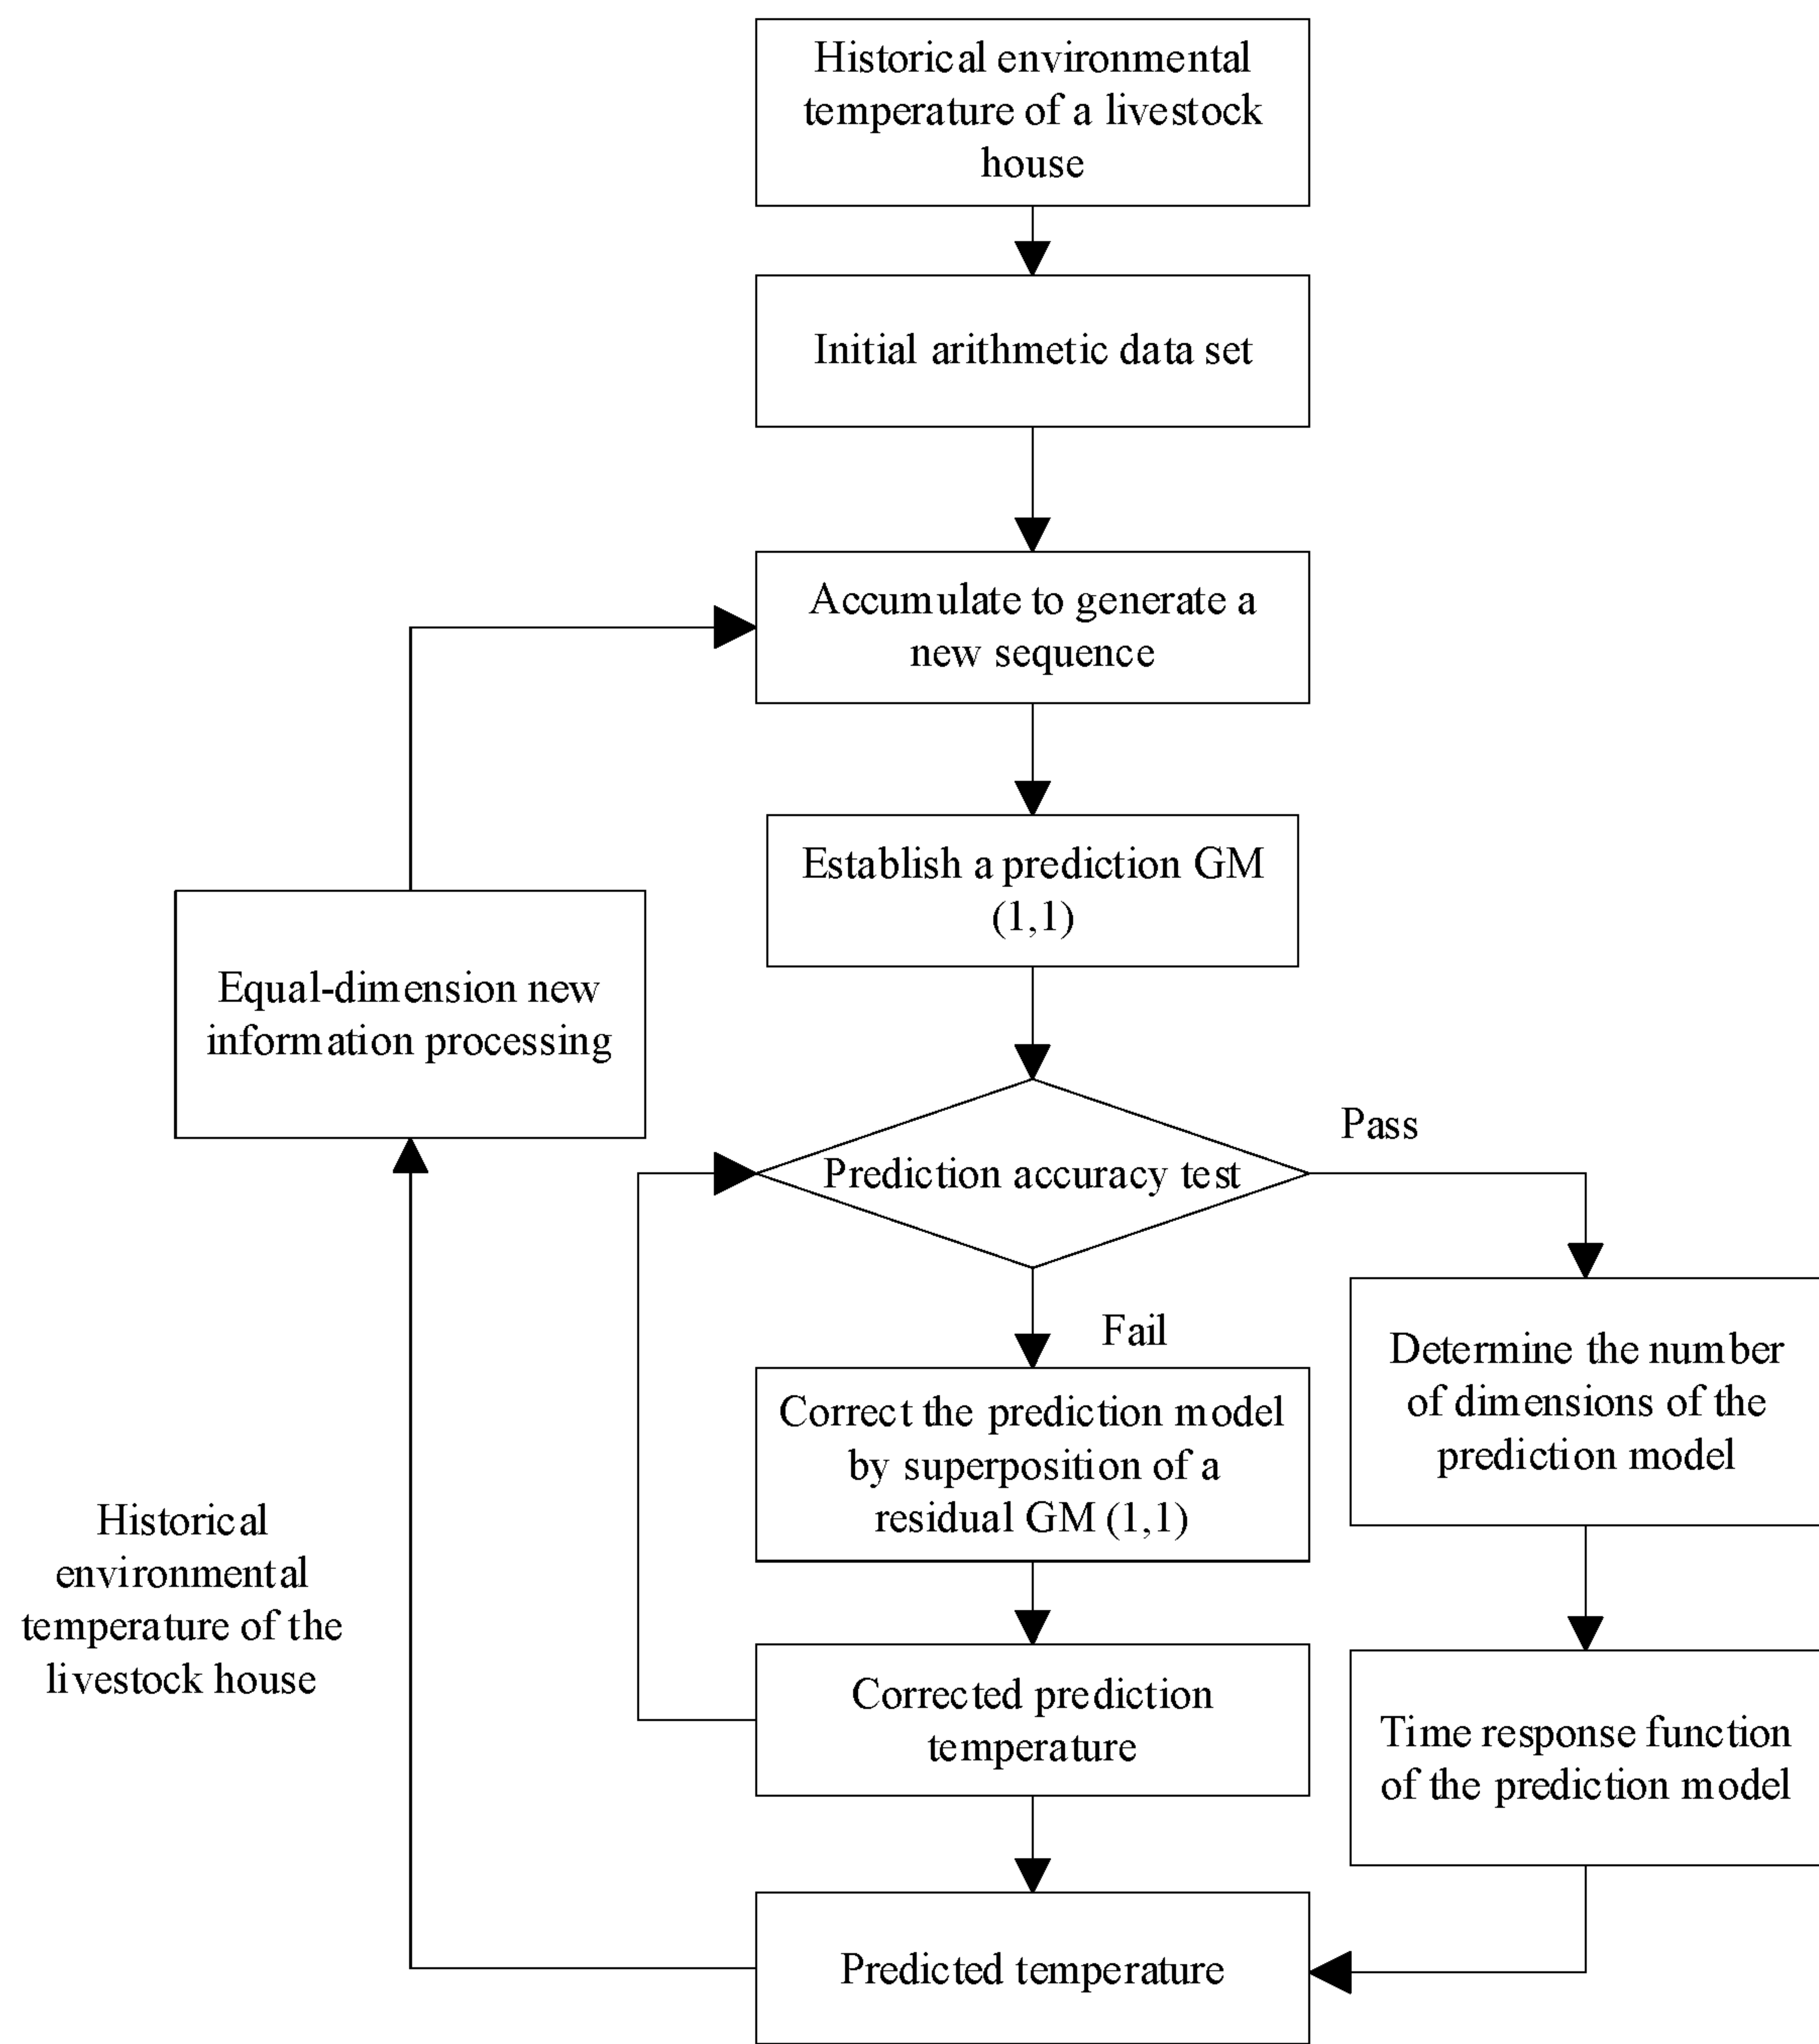 Historical environmental
temperature of a livestock
house
Initial arithmetic data set
Accumulate to generate a
new sequence
Establish a prediction GM
(1,1)
Equal-dimension new
information processing
Pass
Prediction accuracy test
Fail
Determine the number
of dimensions of the
prediction model
Correct the prediction model
by superposition of a
residual GM (1,1)
Historical
environmental
temperature of the
livestock house
Corrected prediction
temperature
Time response function
of the prediction model
Predicted temperature